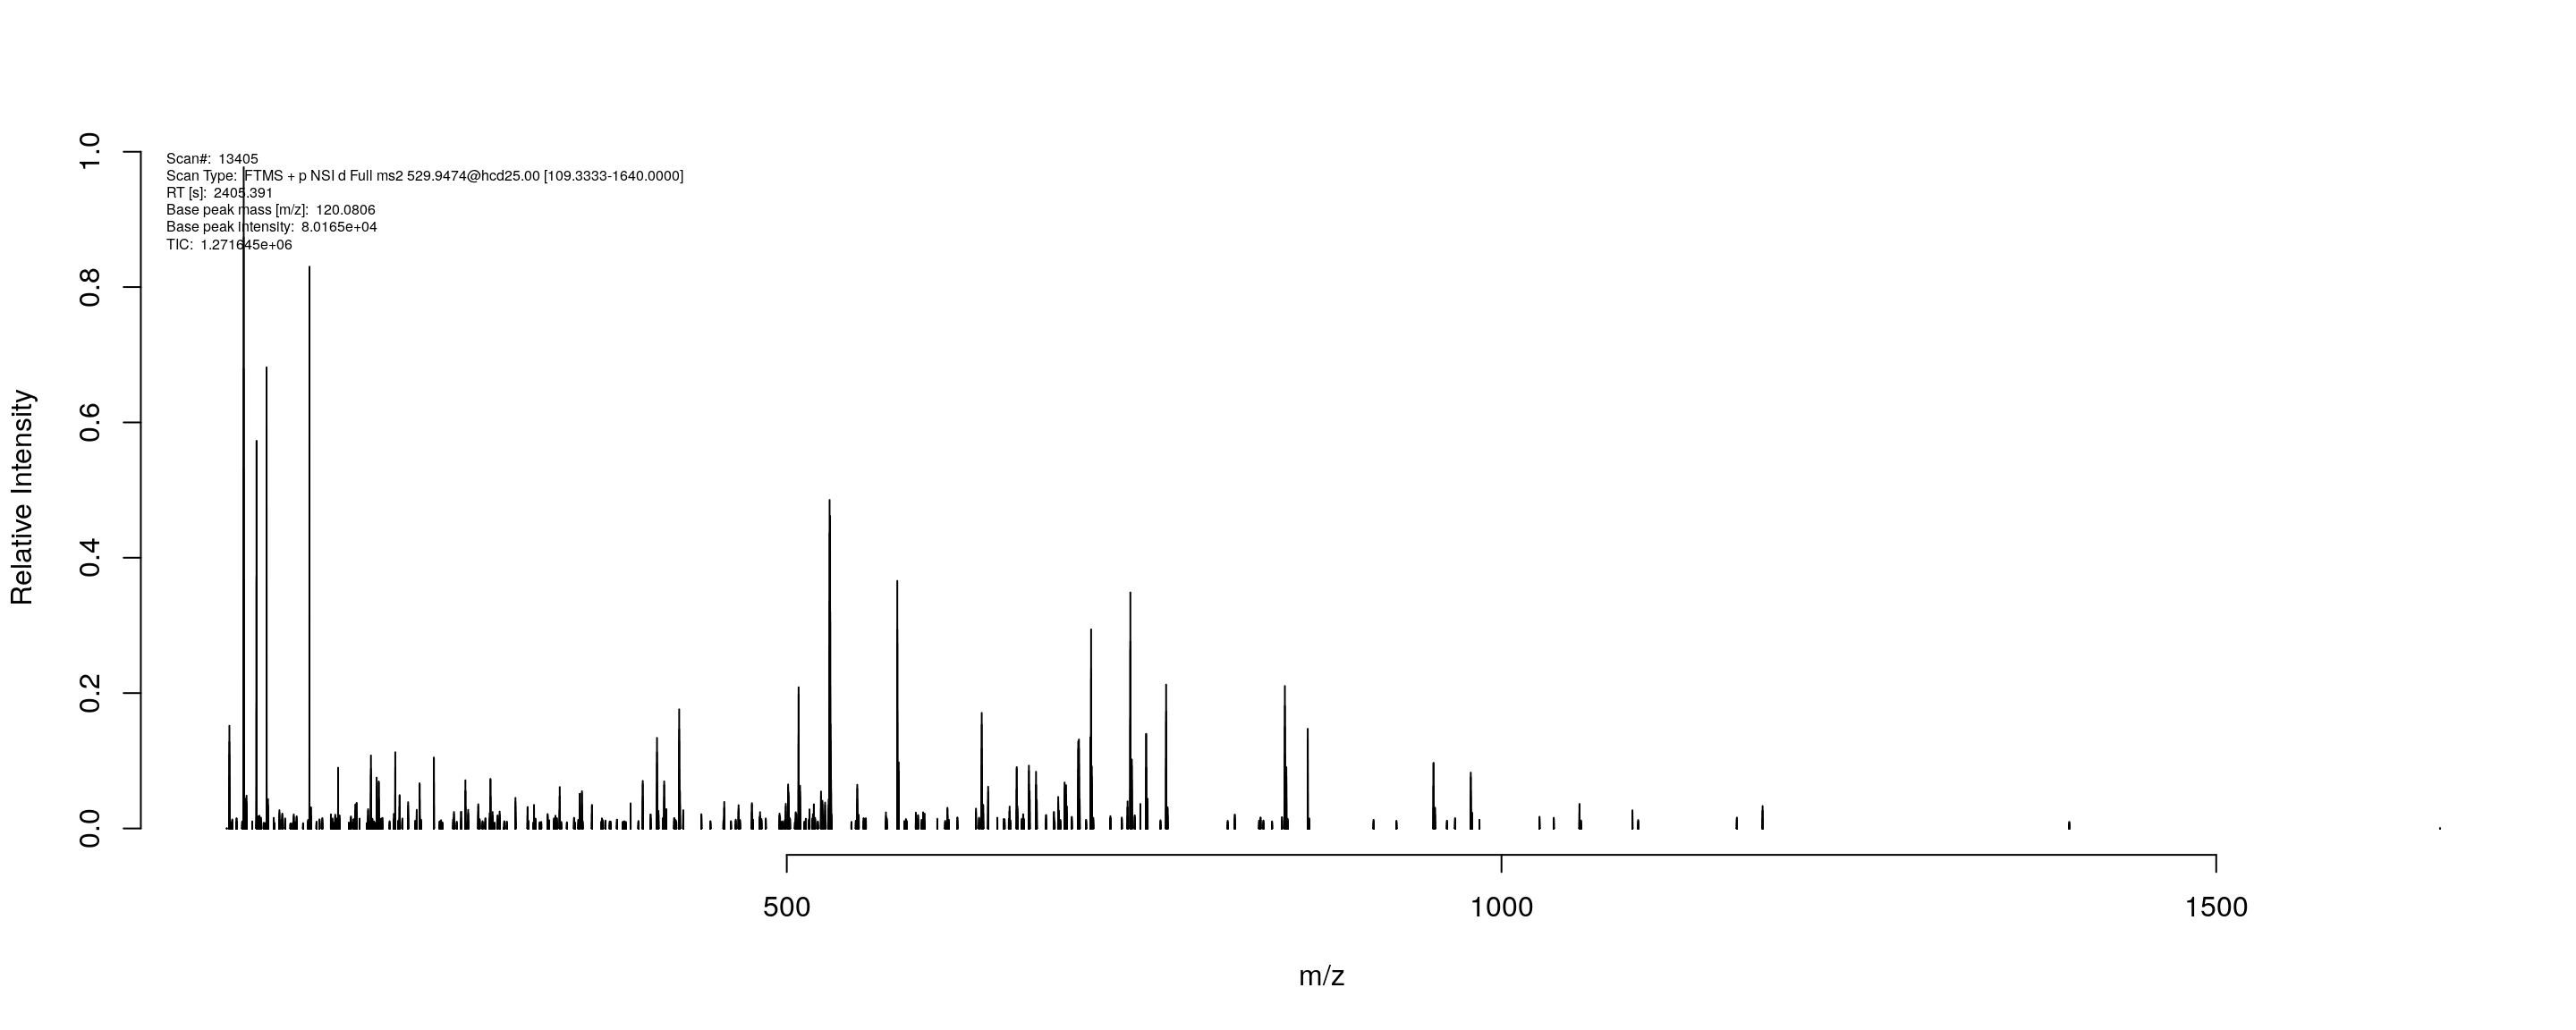 Scan#: 13405
Scan Type: FTMS + p NSI d Full ms2 529.9474@hcd25.00 [109.3333-1640.0000]
RT [s]: 2405.391
Base peak mass [m/z]: 120.0806
Base peak intensity: 8.0165e+04
TIC: 1.271645e+06
1.0
0.8
0.6
0.4
0.2
0.0
Relative Intensity
500 1000 1500
m/z